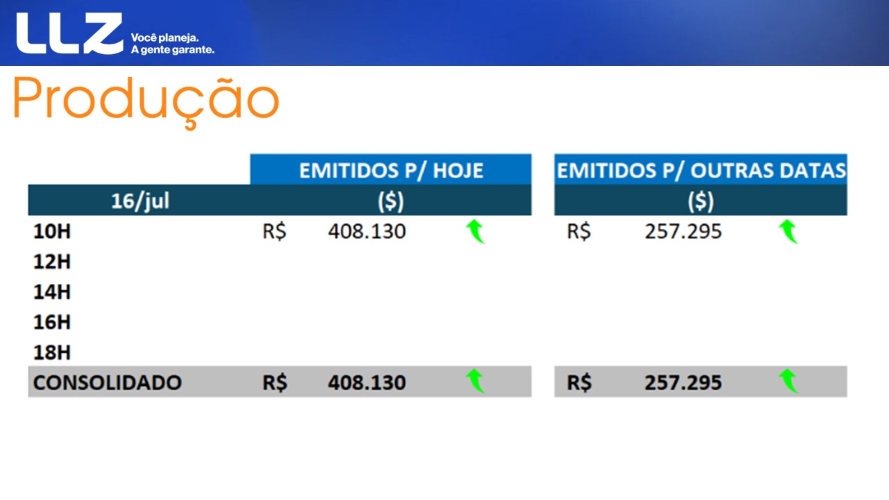 LLZ
Você planeja.
A gente garante.
Produção
EMITIDOS P/ HOJE EMITIDOS P/ OUTRAS DATAS
16/jul ($) ($)
10H R$ 408.130 R$ 257.295
12H
14H
16H
18H
CONSOLIDADO R$ 408.130 R$ 257.295